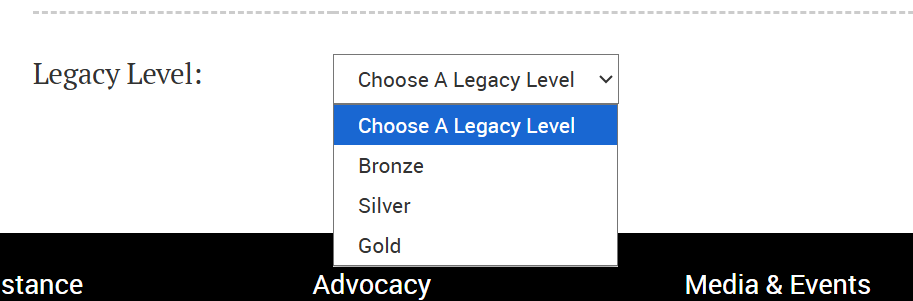 Legacy Level:
Choose A Legacy Level
Choose A Legacy Level
Bronze
Silver
Gold
stance
Advocacy
Media & Events